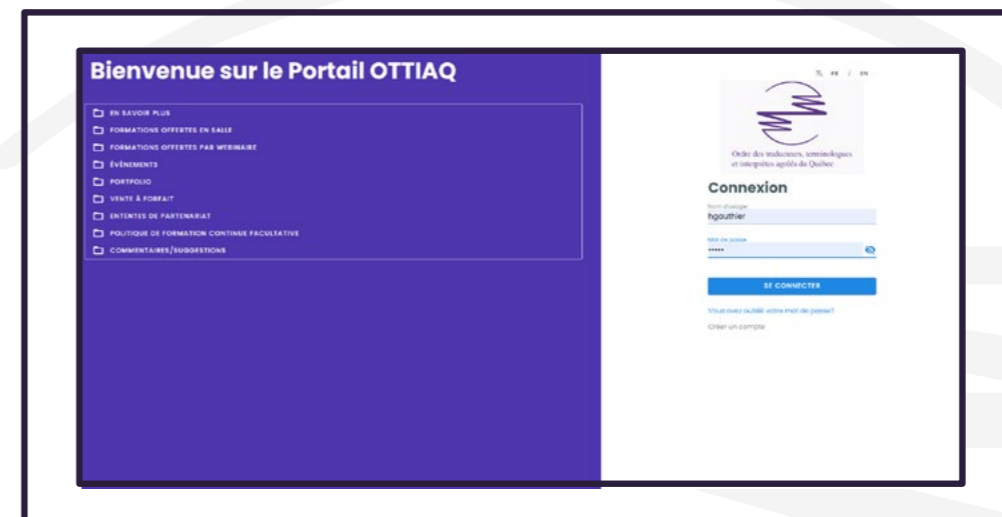 Bienvenue sur le Portail OTTIAQ
EN SAVOIR PLUS
FORMATIONS OFFERTES EN SALLE
FORMATIONS OFFERTES PAR WEBINAIRE
ÉVÈNEMENTS
PORTFOLIO
VENTE À FORFAIT
ENTENTES DE PARTENARIAT
POLITIQUE DE FORMATION CONTINUE FACULTATIVE
COMMENTAIRES/SUGGESTIONS
FR / EN
Ordre des traducteurs, terminologues
et interprètes agréés du Québec
Connexion
Nom d'usager
hgauthier
Mot de passe
•••••
SE CONNECTER
Vous avez oublié votre mot de passe?
Créer un compte